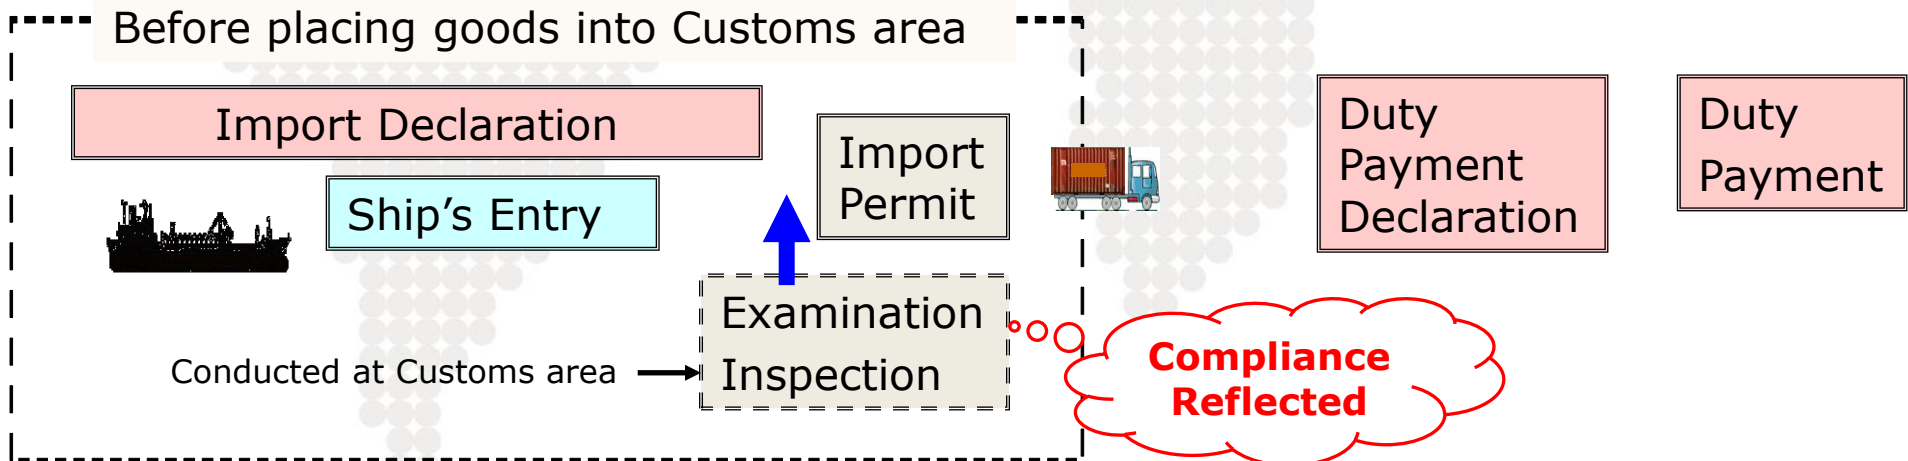 Before placing goods into Customs area
Import Declaration
Ship's Entry
Import
Permit
Examination
Inspection
Conducted at Customs area
Compliance
Reflected
Duty
Payment
Declaration
Duty
Payment